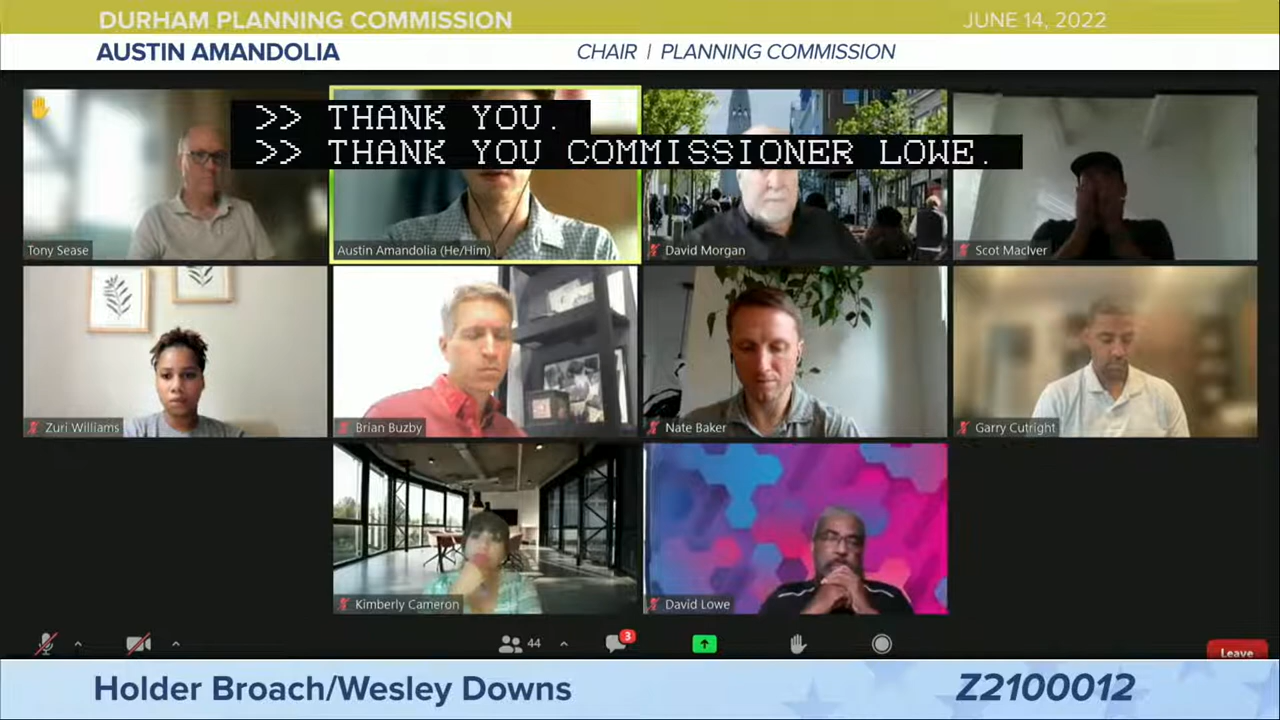 DURHAM PLANNING COMMISSION JUNE 14, 2022
AUSTIN AMANDOLIA CHAIR | PLANNING COMMISSION
>> THANK YOU.
>> THANK YOU COMMISSIONER LOWE.
Tony Sease
Austin Amandolia (He/Him)
David Morgan
Scot MacIver
Zuri Williams
Brian Buzby
Nate Baker
Garry Cutright
Kimberly Cameron
David Lowe
44
3
Leave
Holder Broach/Wesley Downs Z2100012